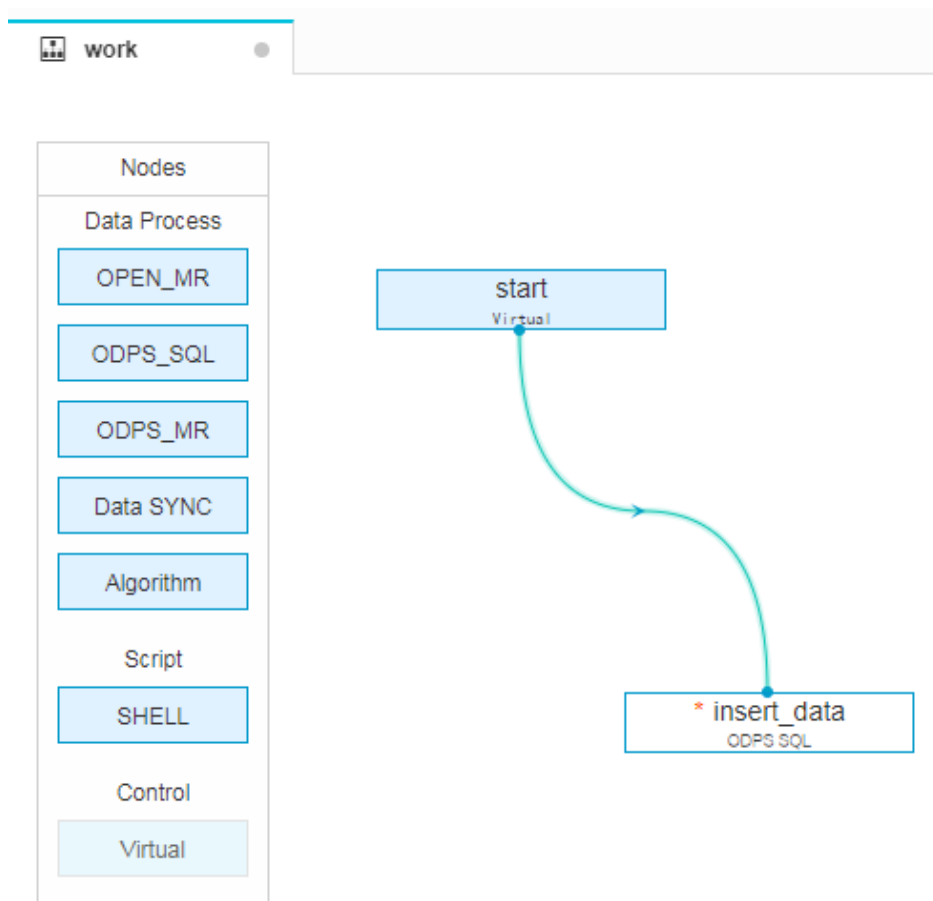 work
Nodes
Data Process
OPEN_MR
ODPS_SQL
ODPS_MR
Data SYNC
Algorithm
Script
SHELL
Control
Virtual
start
Virtual
* insert_data
ODPS SQL